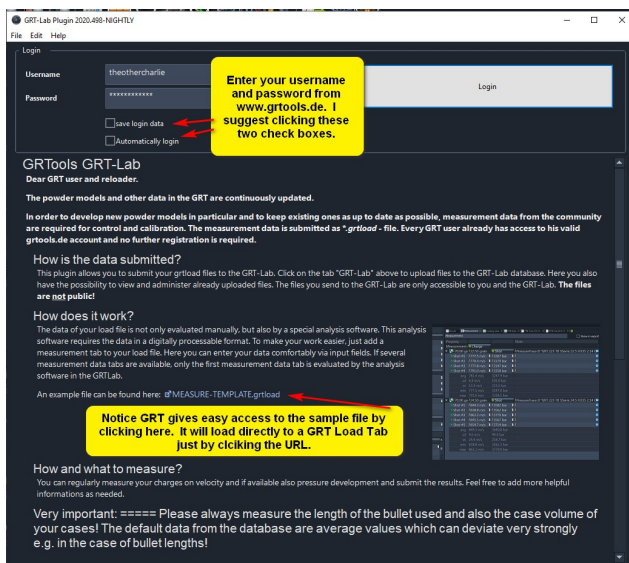 GRT-Lab Plugin 2020.498-NIGHTLY
File Edit Help
Login
Username
theothercharlie
Password
************
save login data
Automatically login
Login
Enter your username
and password from
www.grtools.de. I
suggest clicking these
two check boxes.
GRTools GRT-Lab
Dear GRT user and reloader.
The powder models and other data in the GRT are continuously updated.
In order to develop new powder models in particular and to keep existing ones as up to date as possible, measurement data from the community
are required for control and calibration. The measurement data is submitted as *.grtload - file. Every GRT user already has access to his valid
grtools.de account and no further registration is required.
How is the data submitted?
This plugin allows you to submit your grtload files to the GRT-Lab. Click on the tab "GRT-Lab" above to upload files to the GRT-Lab database. Here you also
have the possibility to view and administer already uploaded files. The files you send to the GRT-Lab are only accessible to you and the GRT-Lab. The files
are not public!
How does it work?
The data of your load file is not only evaluated manually, but also by a special analysis software. This analysis
software requires the data in a digitally processable format. To make your work easier, just add a
measurement tab to your load file. Here you can enter your data comfortably via input fields. If several
measurement data tabs are available, only the first measurement data tab is evaluated by the analysis
software in the GRTLab.
An example file can be found here: MEASURE-TEMPLATE.grtload
Notice GRT gives easy access to the sample file by
clicking here. It will load directly to a GRT Load Tab
just by clciking the URL.
How and what to measure?
You can regularly measure your charges on velocity and if available also pressure development and submit the results. Feel free to add more helpful
informations as needed.
Very important: ===== Please always measure the length of the bullet used and also the case volume of
your cases! The default data from the database are average values which can deviate very strongly
e.g. in the case of bullet lengths!